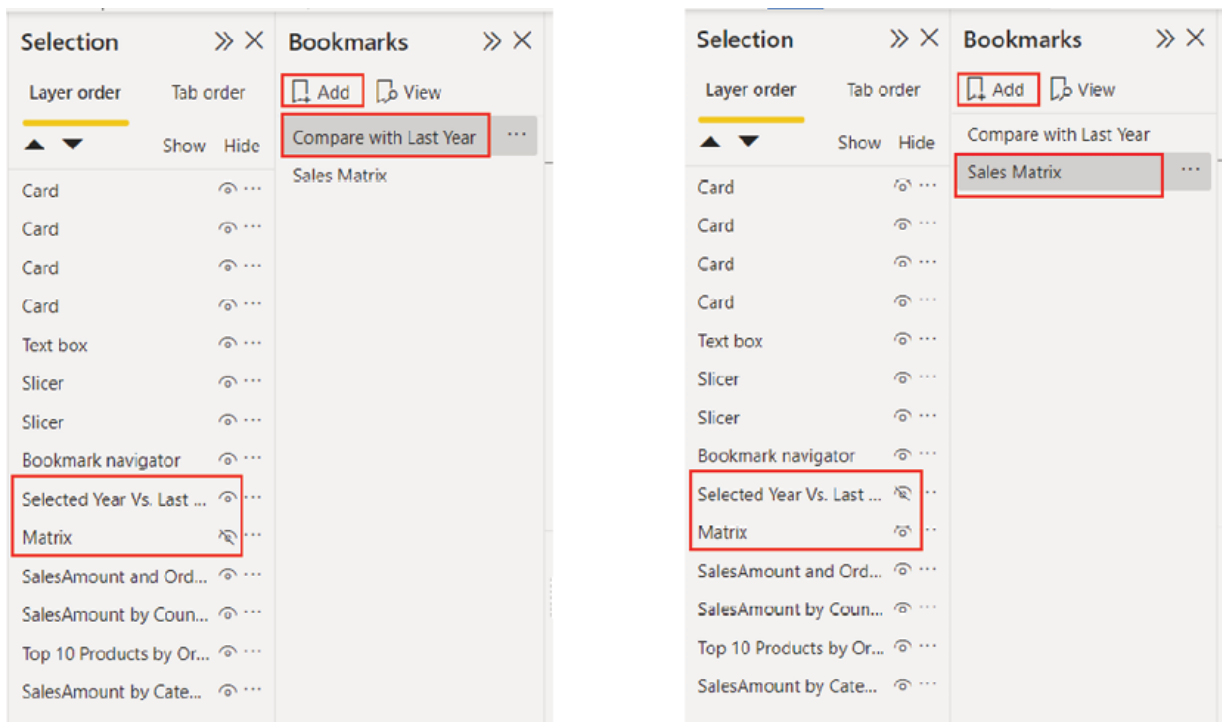 Selection
Layer order Tab order
Show Hide
Card
Card
Card
Card
Text box
Slicer
Slicer
Bookmark navigator
Selected Year Vs. Last ...
Matrix
SalesAmount and Ord...
SalesAmount by Coun...
Top 10 Products by Or...
SalesAmount by Cate...
Bookmarks
Add View
Compare with Last Year
Sales Matrix
Selection
Layer order Tab order
Show Hide
Card
Card
Card
Card
Text box
Slicer
Slicer
Bookmark navigator
Selected Year Vs. Last ...
Matrix
SalesAmount and Ord...
SalesAmount by Coun...
Top 10 Products by Or...
SalesAmount by Cate...
Bookmarks
Add View
Compare with Last Year
Sales Matrix